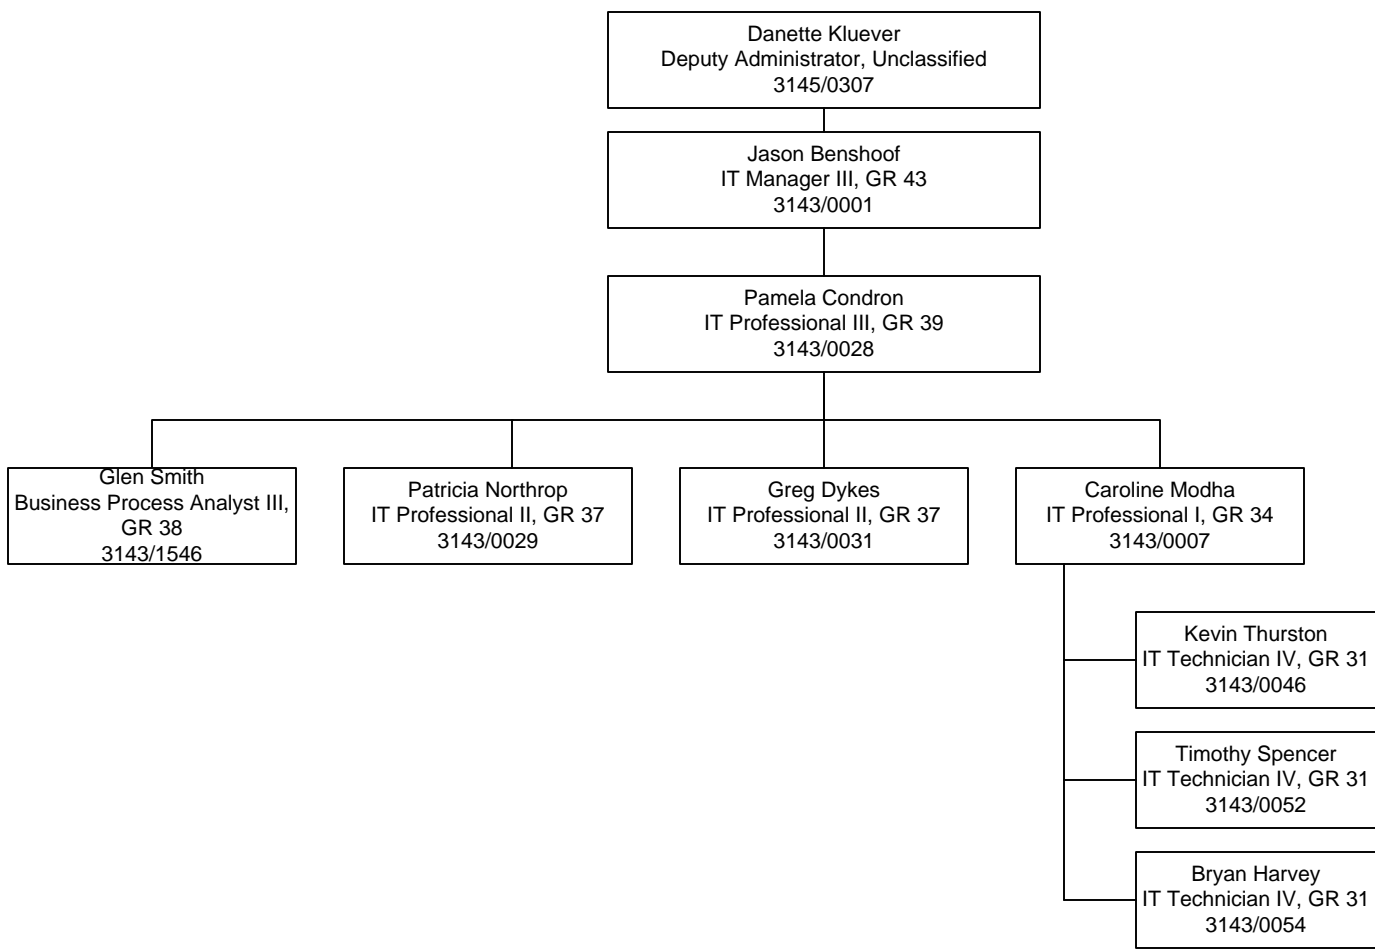 Danette Kluever
Deputy Administrator, Unclassified
3145/0307
Jason Benshoof
IT Manager III, GR 43
3143/0001
Pamela Condron
IT Professional III, GR 39
3143/0028
Glen Smith
Business Process Analyst III,
GR 38
3143/1546
Patricia Northrop
IT Professional II, GR 37
3143/0029
Greg Dykes
IT Professional II, GR 37
3143/0031
Caroline Modha
IT Professional I, GR 34
3143/0007
Kevin Thurston
IT Technician IV, GR 31
3143/0046
Timothy Spencer
IT Technician IV, GR 31
3143/0052
Bryan Harvey
IT Technician IV, GR 31
3143/0054